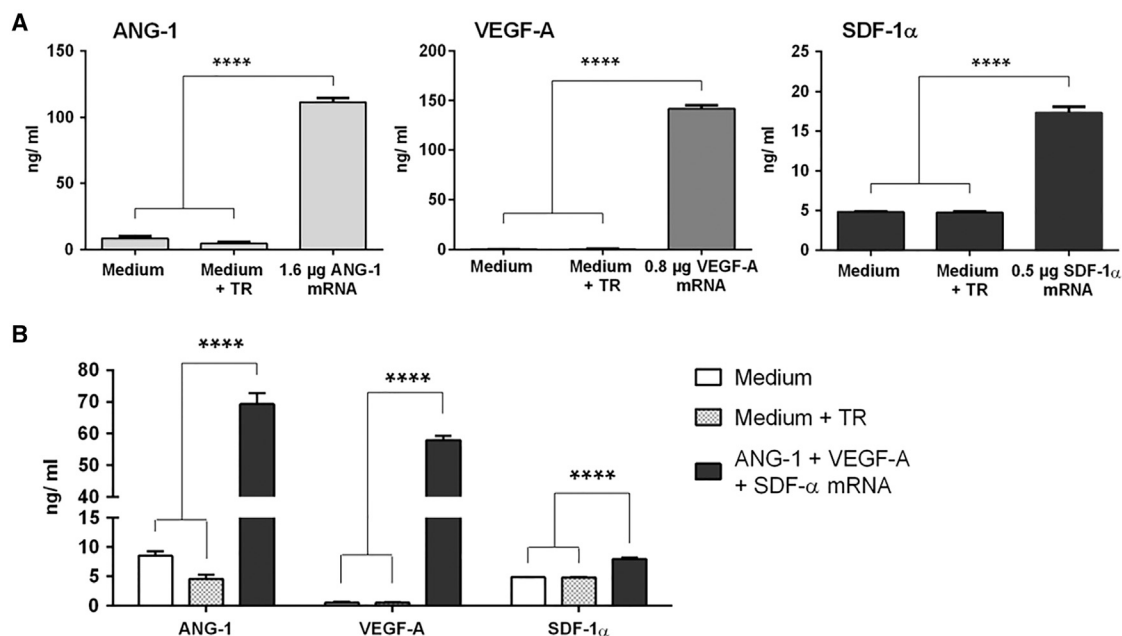 A
ANG-1
150
100
50
0
ng/ ml
****
Medium
Medium
+ TR
1.6 µg ANG-1
mRNA
VEGF-A
200
150
100
50
0
ng/ ml
****
Medium
Medium
+ TR
0.8 µg VEGF-A
mRNA
SDF-1α
25
20
15
10
5
0
ng/ ml
****
Medium
Medium
+ TR
0.5 µg SDF-1α
mRNA
B
80
70
60
50
40
15
10
5
0
ng/ ml
****
****
****
ANG-1
VEGF-A
SDF-1α
Medium
Medium + TR
ANG-1 + VEGF-A
+ SDF-α mRNA